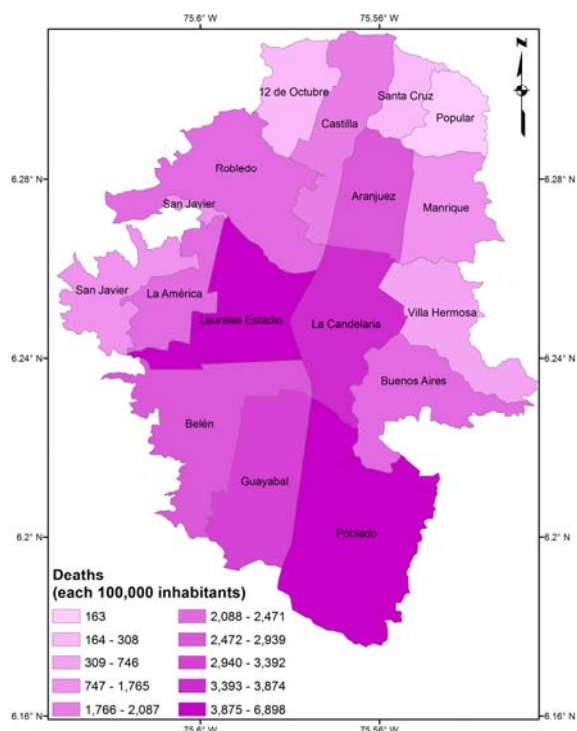 75.6° W 75.56° W
z
12 de Octubre
Santa Cruz
Popular
Castilla
Robledo
6.28° N 6.28° N
San Javier
Aranjuez
Manrique
San Javier
La América
Laureles Estadio
La Candelaria
Villa Hermosa
6.24° N 6.24° N
Buenos Aires
Belén
Guayabal
Poblado
6.2° N 6.2° N
Deaths
(each 100,000 inhabitants)
163
164 - 308
309 - 746
747 - 1,765
1,766 - 2,087
2,088 - 2,471
2,472 - 2,939
2,940 - 3,392
3,393 - 3,874
3,875 - 6,898
6.16° N 6.16° N
75.6° W 75.56° W